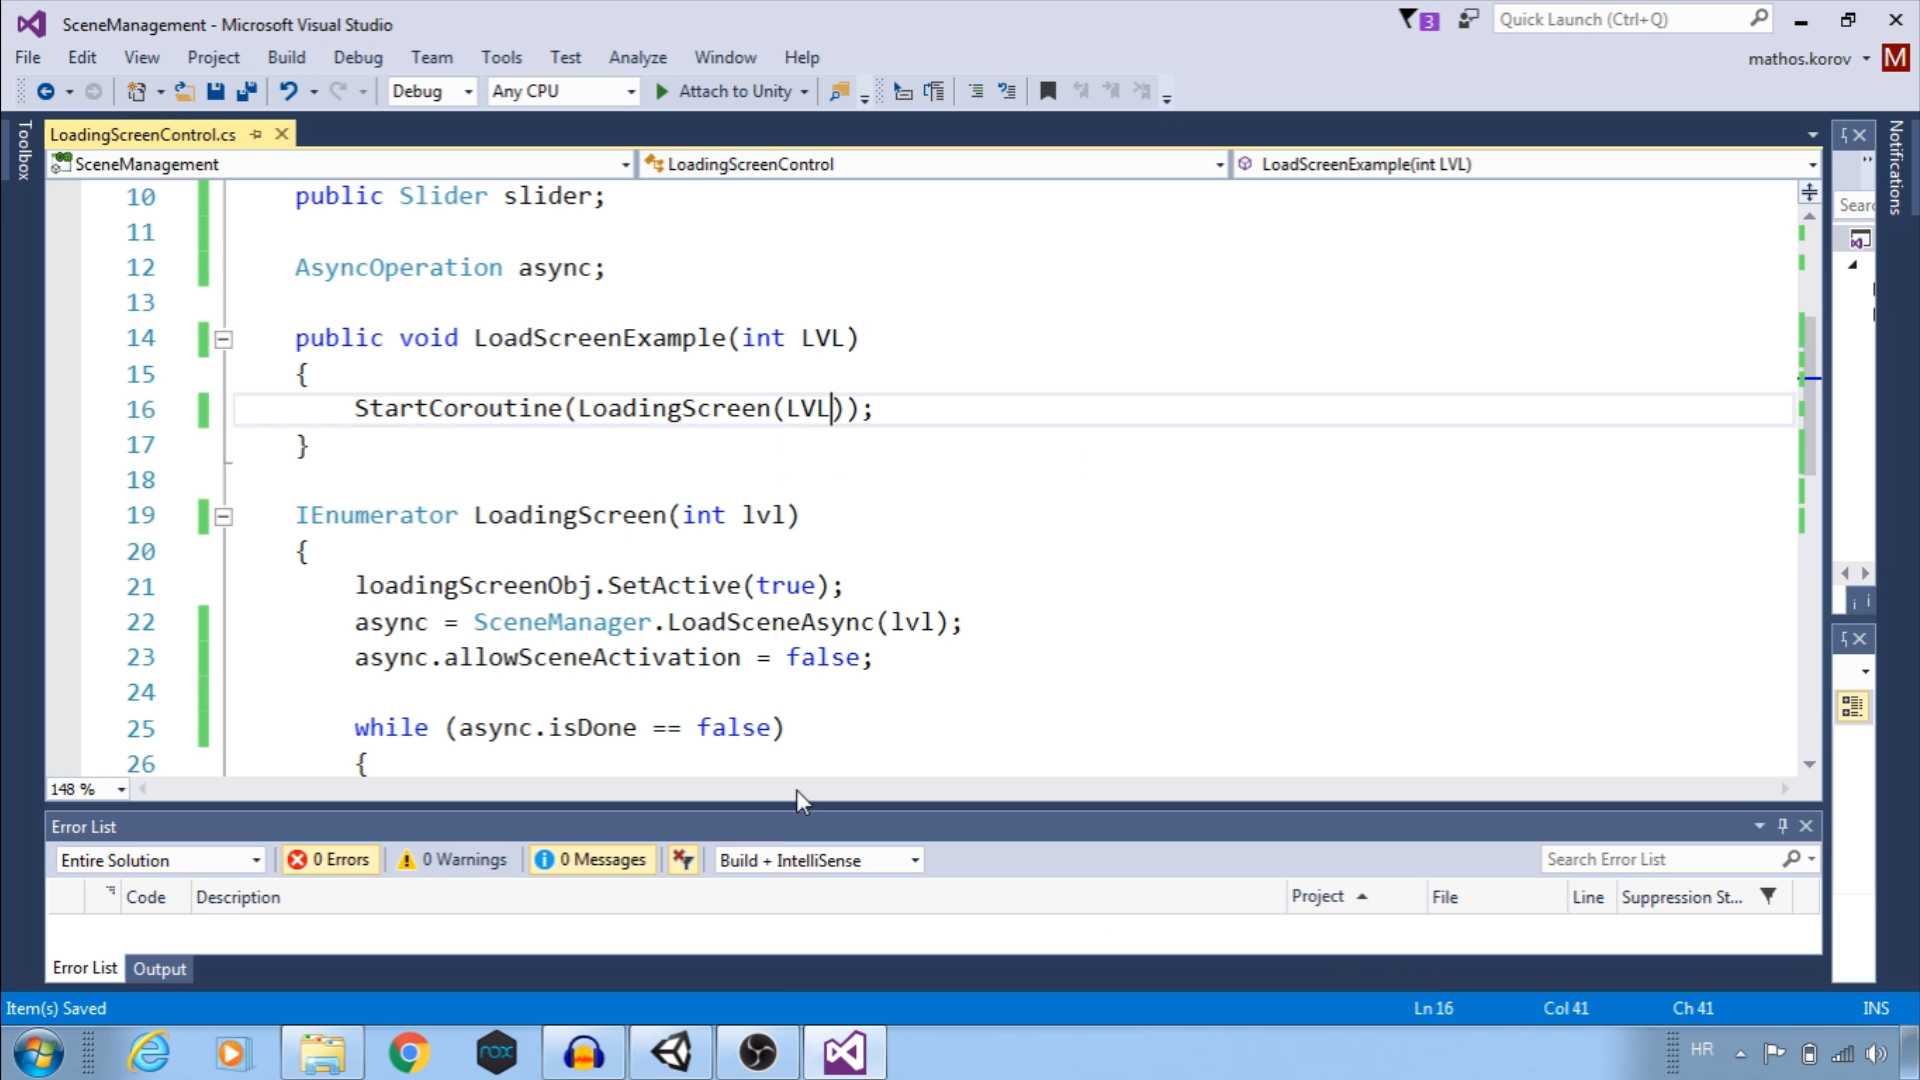 SceneManagement - Microsoft Visual Studio
3
Quick Launch (Ctrl+Q)
File Edit View Project Build Debug Team Tools Test Analyze Window Help
mathos.korov M
Debug Any CPU Attach to Unity
Toolbox
LoadingScreenControl.cs
Notifications
SceneManagement LoadingScreenControl LoadScreenExample(int LVL)
Sear
10 public Slider slider;
11
12 AsyncOperation async;
13
14 public void LoadScreenExample(int LVL)
15 {
16 StartCoroutine(LoadingScreen(LVL));
17 }
18
19 IEnumerator LoadingScreen(int lvl)
20 {
21 loadingScreenObj.SetActive(true);
22 async = SceneManager.LoadSceneAsync(lvl);
23 async.allowSceneActivation = false;
24
25 while (async.isDone == false)
26 {
148 %
Error List
Entire Solution 0 Errors 0 Warnings 0 Messages Build + IntelliSense Search Error List
Code Description Project File Line Suppression St...
Error List Output
Item(s) Saved Ln 16 Col 41 Ch 41 INS
nox
HR